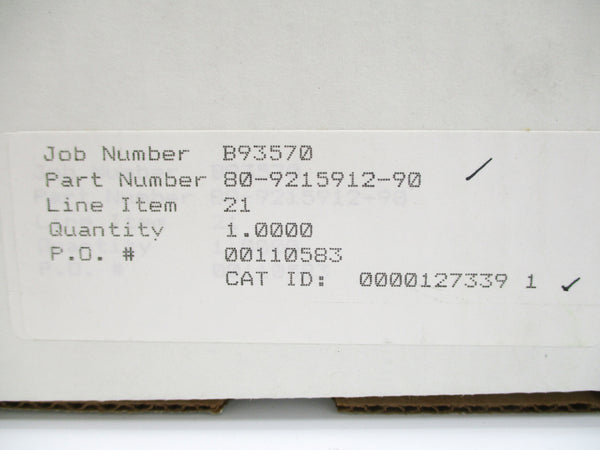 Job Number B93570
Part Number 80-9215912-90
Line Item 21
Quantity 1.0000
P.O. # 00110583
CAT ID: 0000127339 1